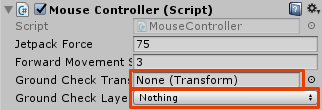 Mouse Controller (Script)
Script MouseController
Jetpack Force 75
Forward Movement S 3
Ground Check Trans None (Transform)
Ground Check Laye Nothing